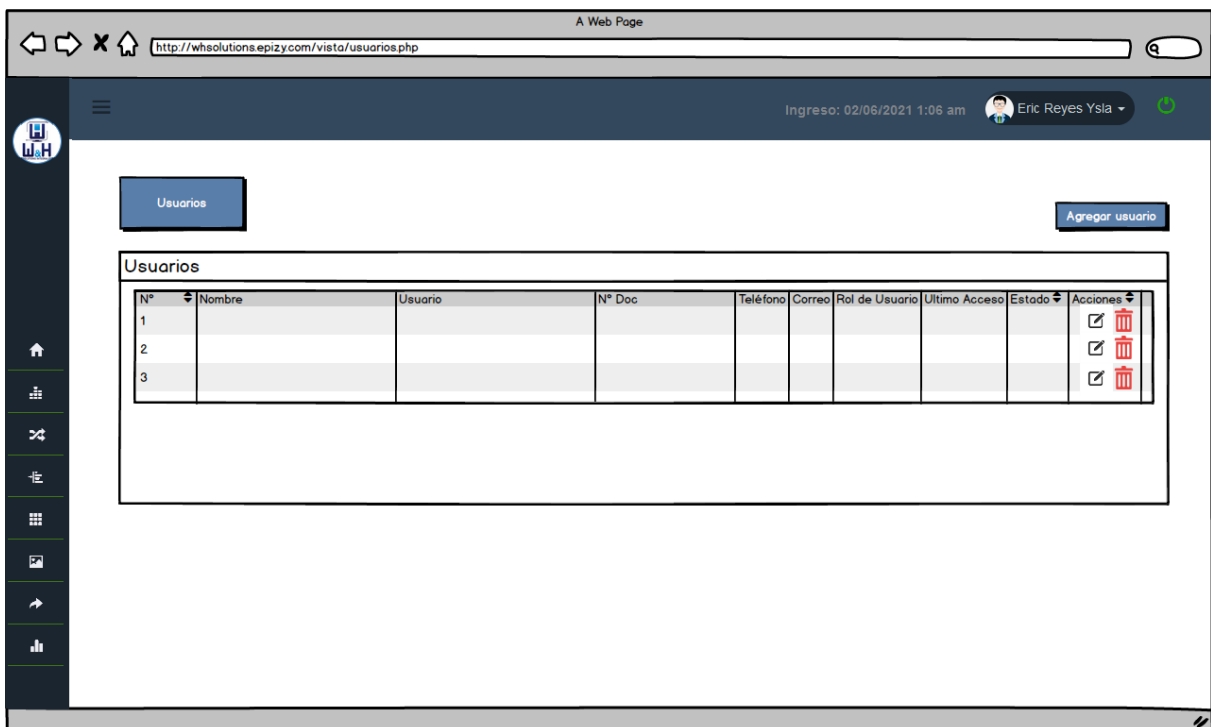 A Web Page
http://whsolutions.epizy.com/vista/usuarios.php
Ingreso: 02/06/2021 1:06 am Eric Reyes Ysla
W&H
Usuarios
Agregar usuario
Usuarios
N° Nombre Usuario N° Doc Teléfono Correo Rol de Usuario Ultimo Acceso Estado Acciones
1
2
3